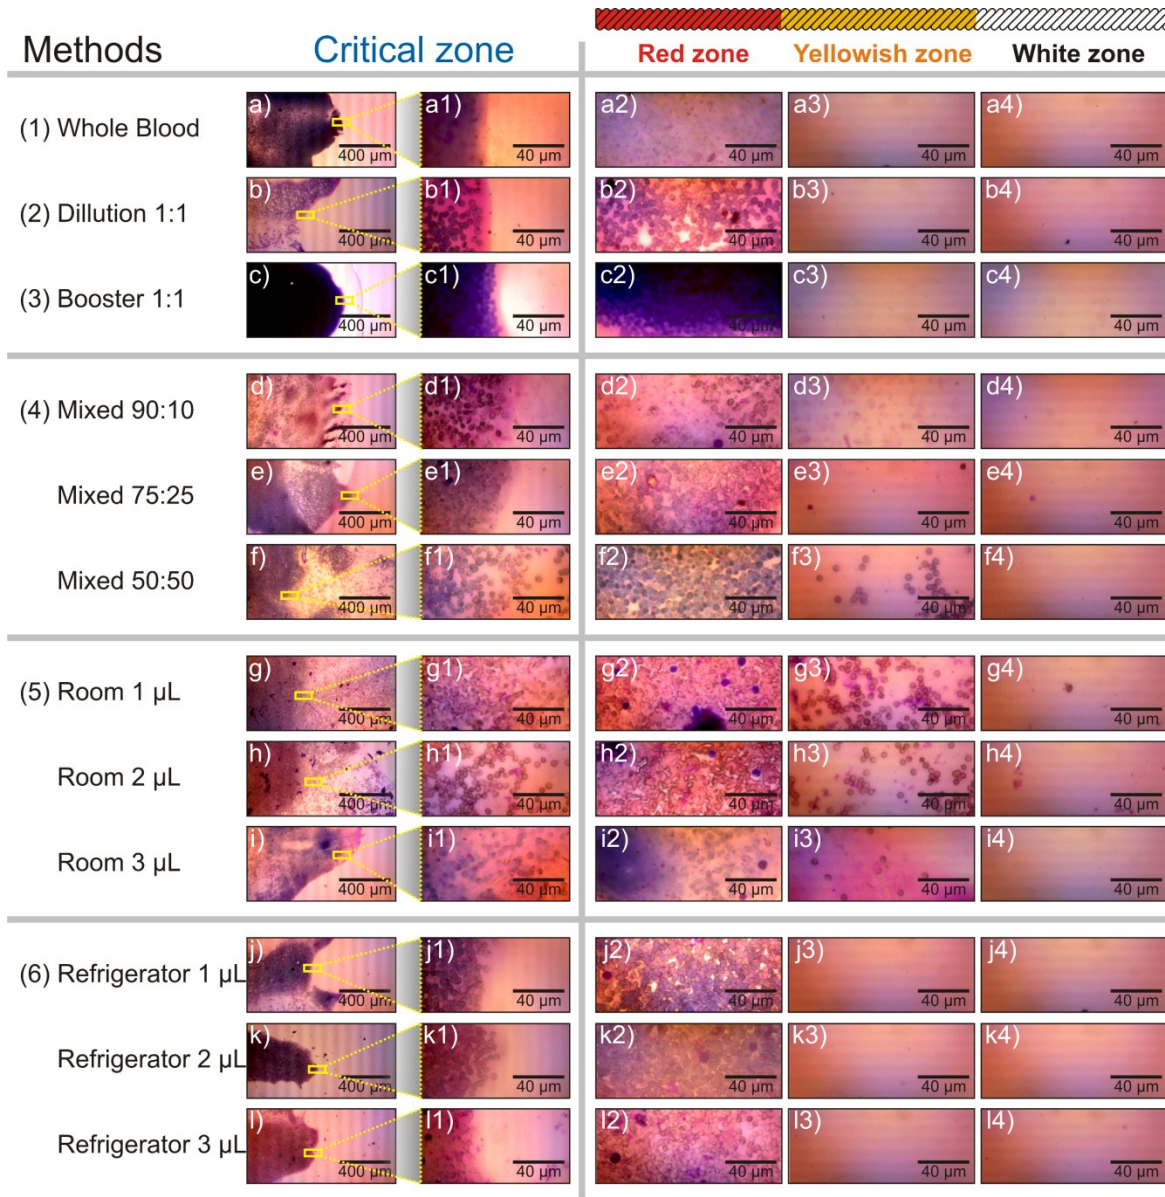 Methods Critical zone Red zone Yellowish zone White zone
(1) Whole Blood a) 400 µm a1) 40 µm a2) 40 µm a3) 40 µm a4) 40 µm
(2) Dillution 1:1 b) 400 µm b1) 40 µm b2) 40 µm b3) 40 µm b4) 40 µm
(3) Booster 1:1 c) 400 µm c1) 40 µm c2) 40 µm c3) 40 µm c4) 40 µm
(4) Mixed 90:10 d) 400 µm d1) 40 µm d2) 40 µm d3) 40 µm d4) 40 µm
Mixed 75:25 e) 400 µm e1) 40 µm e2) 40 µm e3) 40 µm e4) 40 µm
Mixed 50:50 f) 400 µm f1) 40 µm f2) 40 µm f3) 40 µm f4) 40 µm
(5) Room 1 µL g) 400 µm g1) 40 µm g2) 40 µm g3) 40 µm g4) 40 µm
Room 2 µL h) 400 µm h1) 40 µm h2) 40 µm h3) 40 µm h4) 40 µm
Room 3 µL i) 400 µm i1) 40 µm i2) 40 µm i3) 40 µm i4) 40 µm
(6) Refrigerator 1 µL j) 400 µm j1) 40 µm j2) 40 µm j3) 40 µm j4) 40 µm
Refrigerator 2 µL k) 400 µm k1) 40 µm k2) 40 µm k3) 40 µm k4) 40 µm
Refrigerator 3 µL l) 400 µm l1) 40 µm l2) 40 µm l3) 40 µm l4) 40 µm